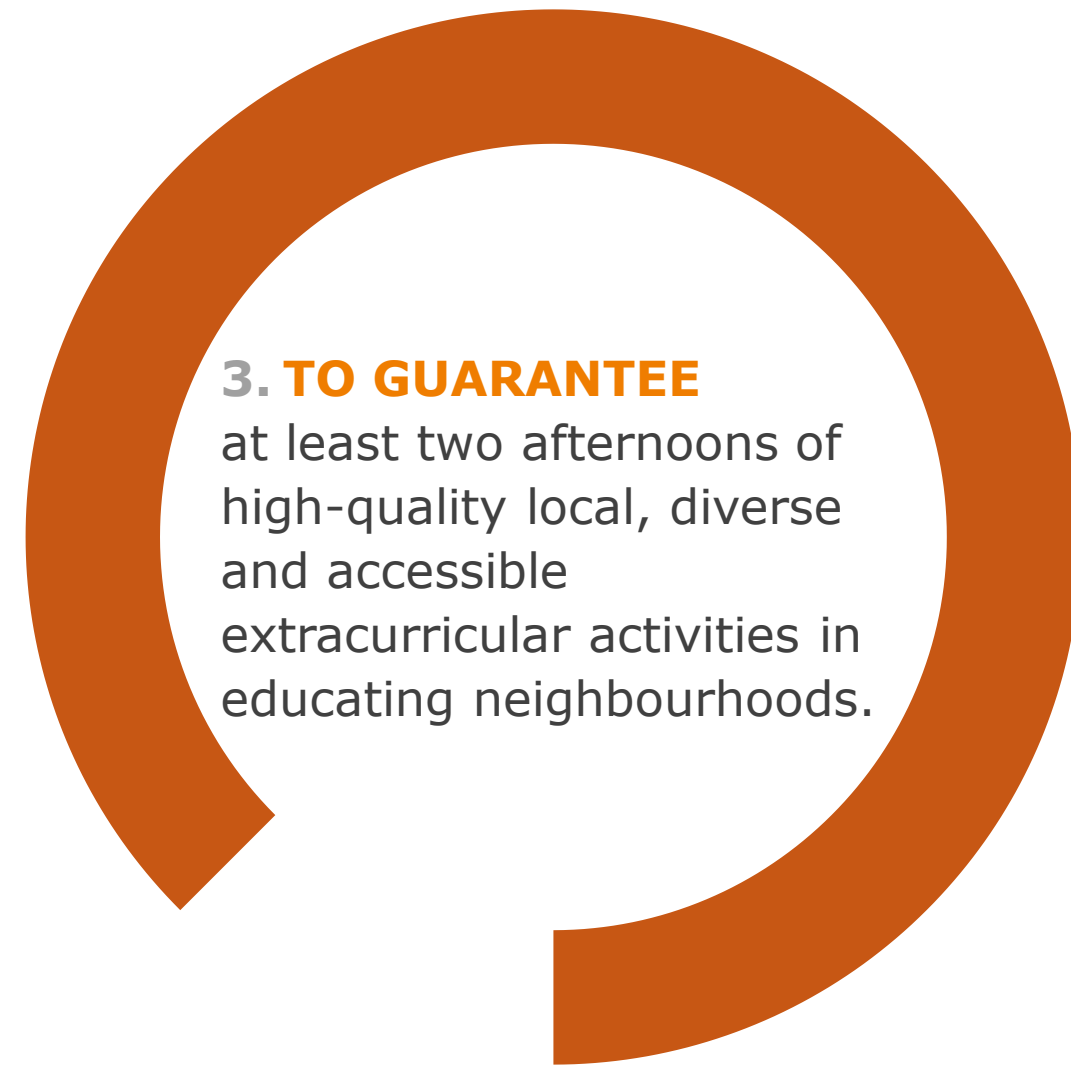 3. TO GUARANTEE
at least two afternoons of
high-quality local, diverse
and accessible
extracurricular activities in
educating neighbourhoods.